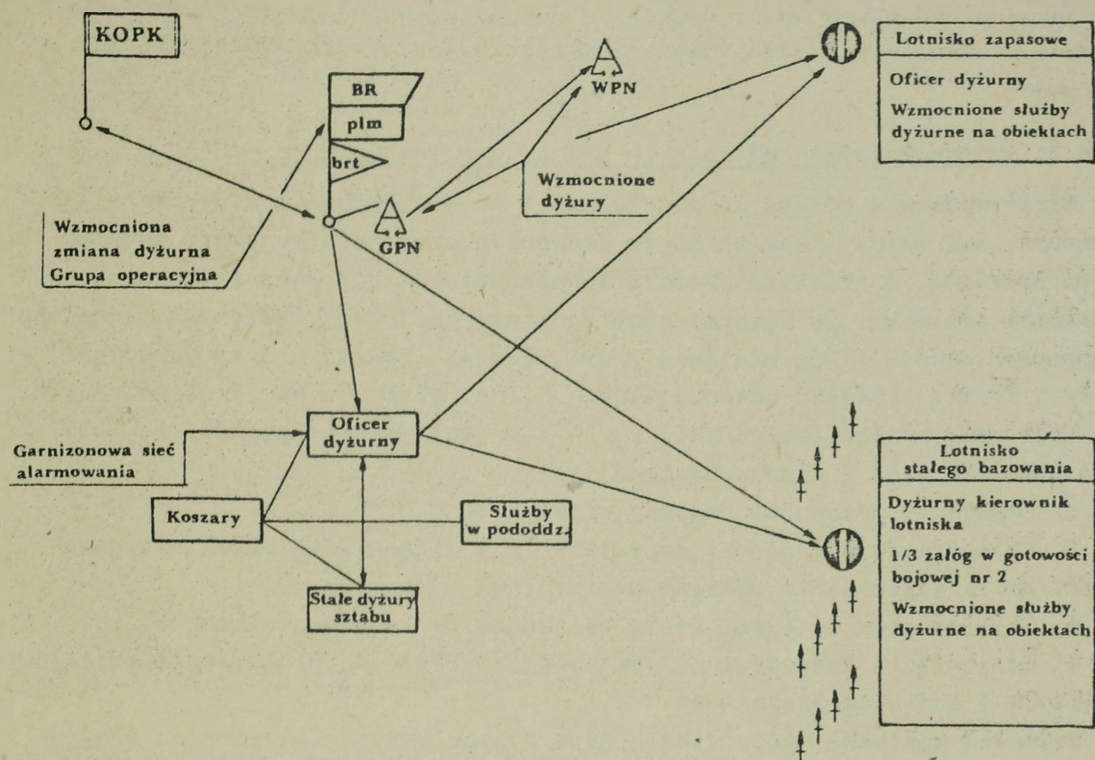 KOPK
BR
plm
brt
GPN
WPN
Wzmocnione
dyżury
Wzmocniona
zmiana dyżurna
Grupa operacyjna
Lotnisko zapasowe
Oficer dyżurny
Wzmocnione służby
dyżurne na obiektach
Oficer
dyżurny
Garnizonowa sieć
alarmowania
Koszary
Służby
w pododdz.
Stałe dyżury
sztabu
Lotnisko
stałego bazowania
Dyżurny kierownik
lotniska
1/3 załóg w gotowości
bojowej nr 2
Wzmocnione służby
dyżurne na obiektach